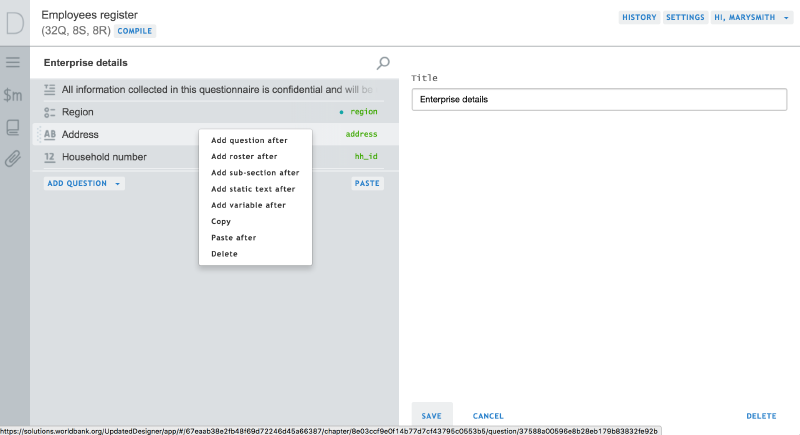 D
Employees register
(32Q, 8S, 8R) COMPILE
HISTORY SETTINGS HI, MARYSMITH
Enterprise details
$m
All information collected in this questionnaire is confidential and will be
Region region
AB Address address
12 Household number hh_id
ADD QUESTION PASTE
Add question after
Add roster after
Add sub-section after
Add static text after
Add variable after
Copy
Paste after
Delete
Title
Enterprise details
SAVE CANCEL DELETE
https://solutions.worldbank.org/UpdatedDesigner/app/#/67eaab38e2fb48f69d72246d45a66387/chapter/8e03ccf9e0f14b77d7cf43795c0553b5/question/37588a00596e8b28eb179b83832fe92b